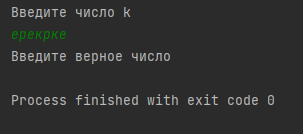 Введите число k
ерекрке
Введите верное число
Process finished with exit code 0